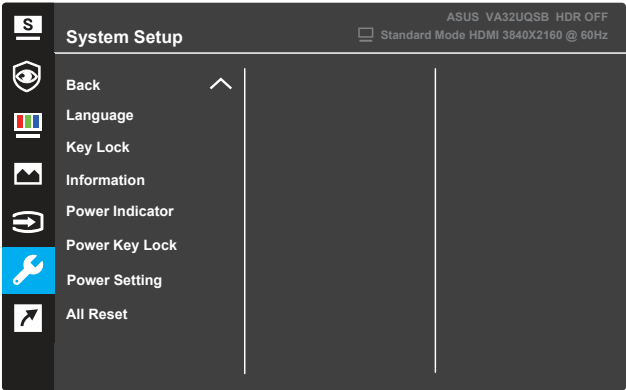 S
System Setup
ASUS VA32UQSB HDR OFF
Standard Mode HDMI 3840X2160 @ 60Hz
Back
Language
Key Lock
Information
Power Indicator
Power Key Lock
Power Setting
All Reset